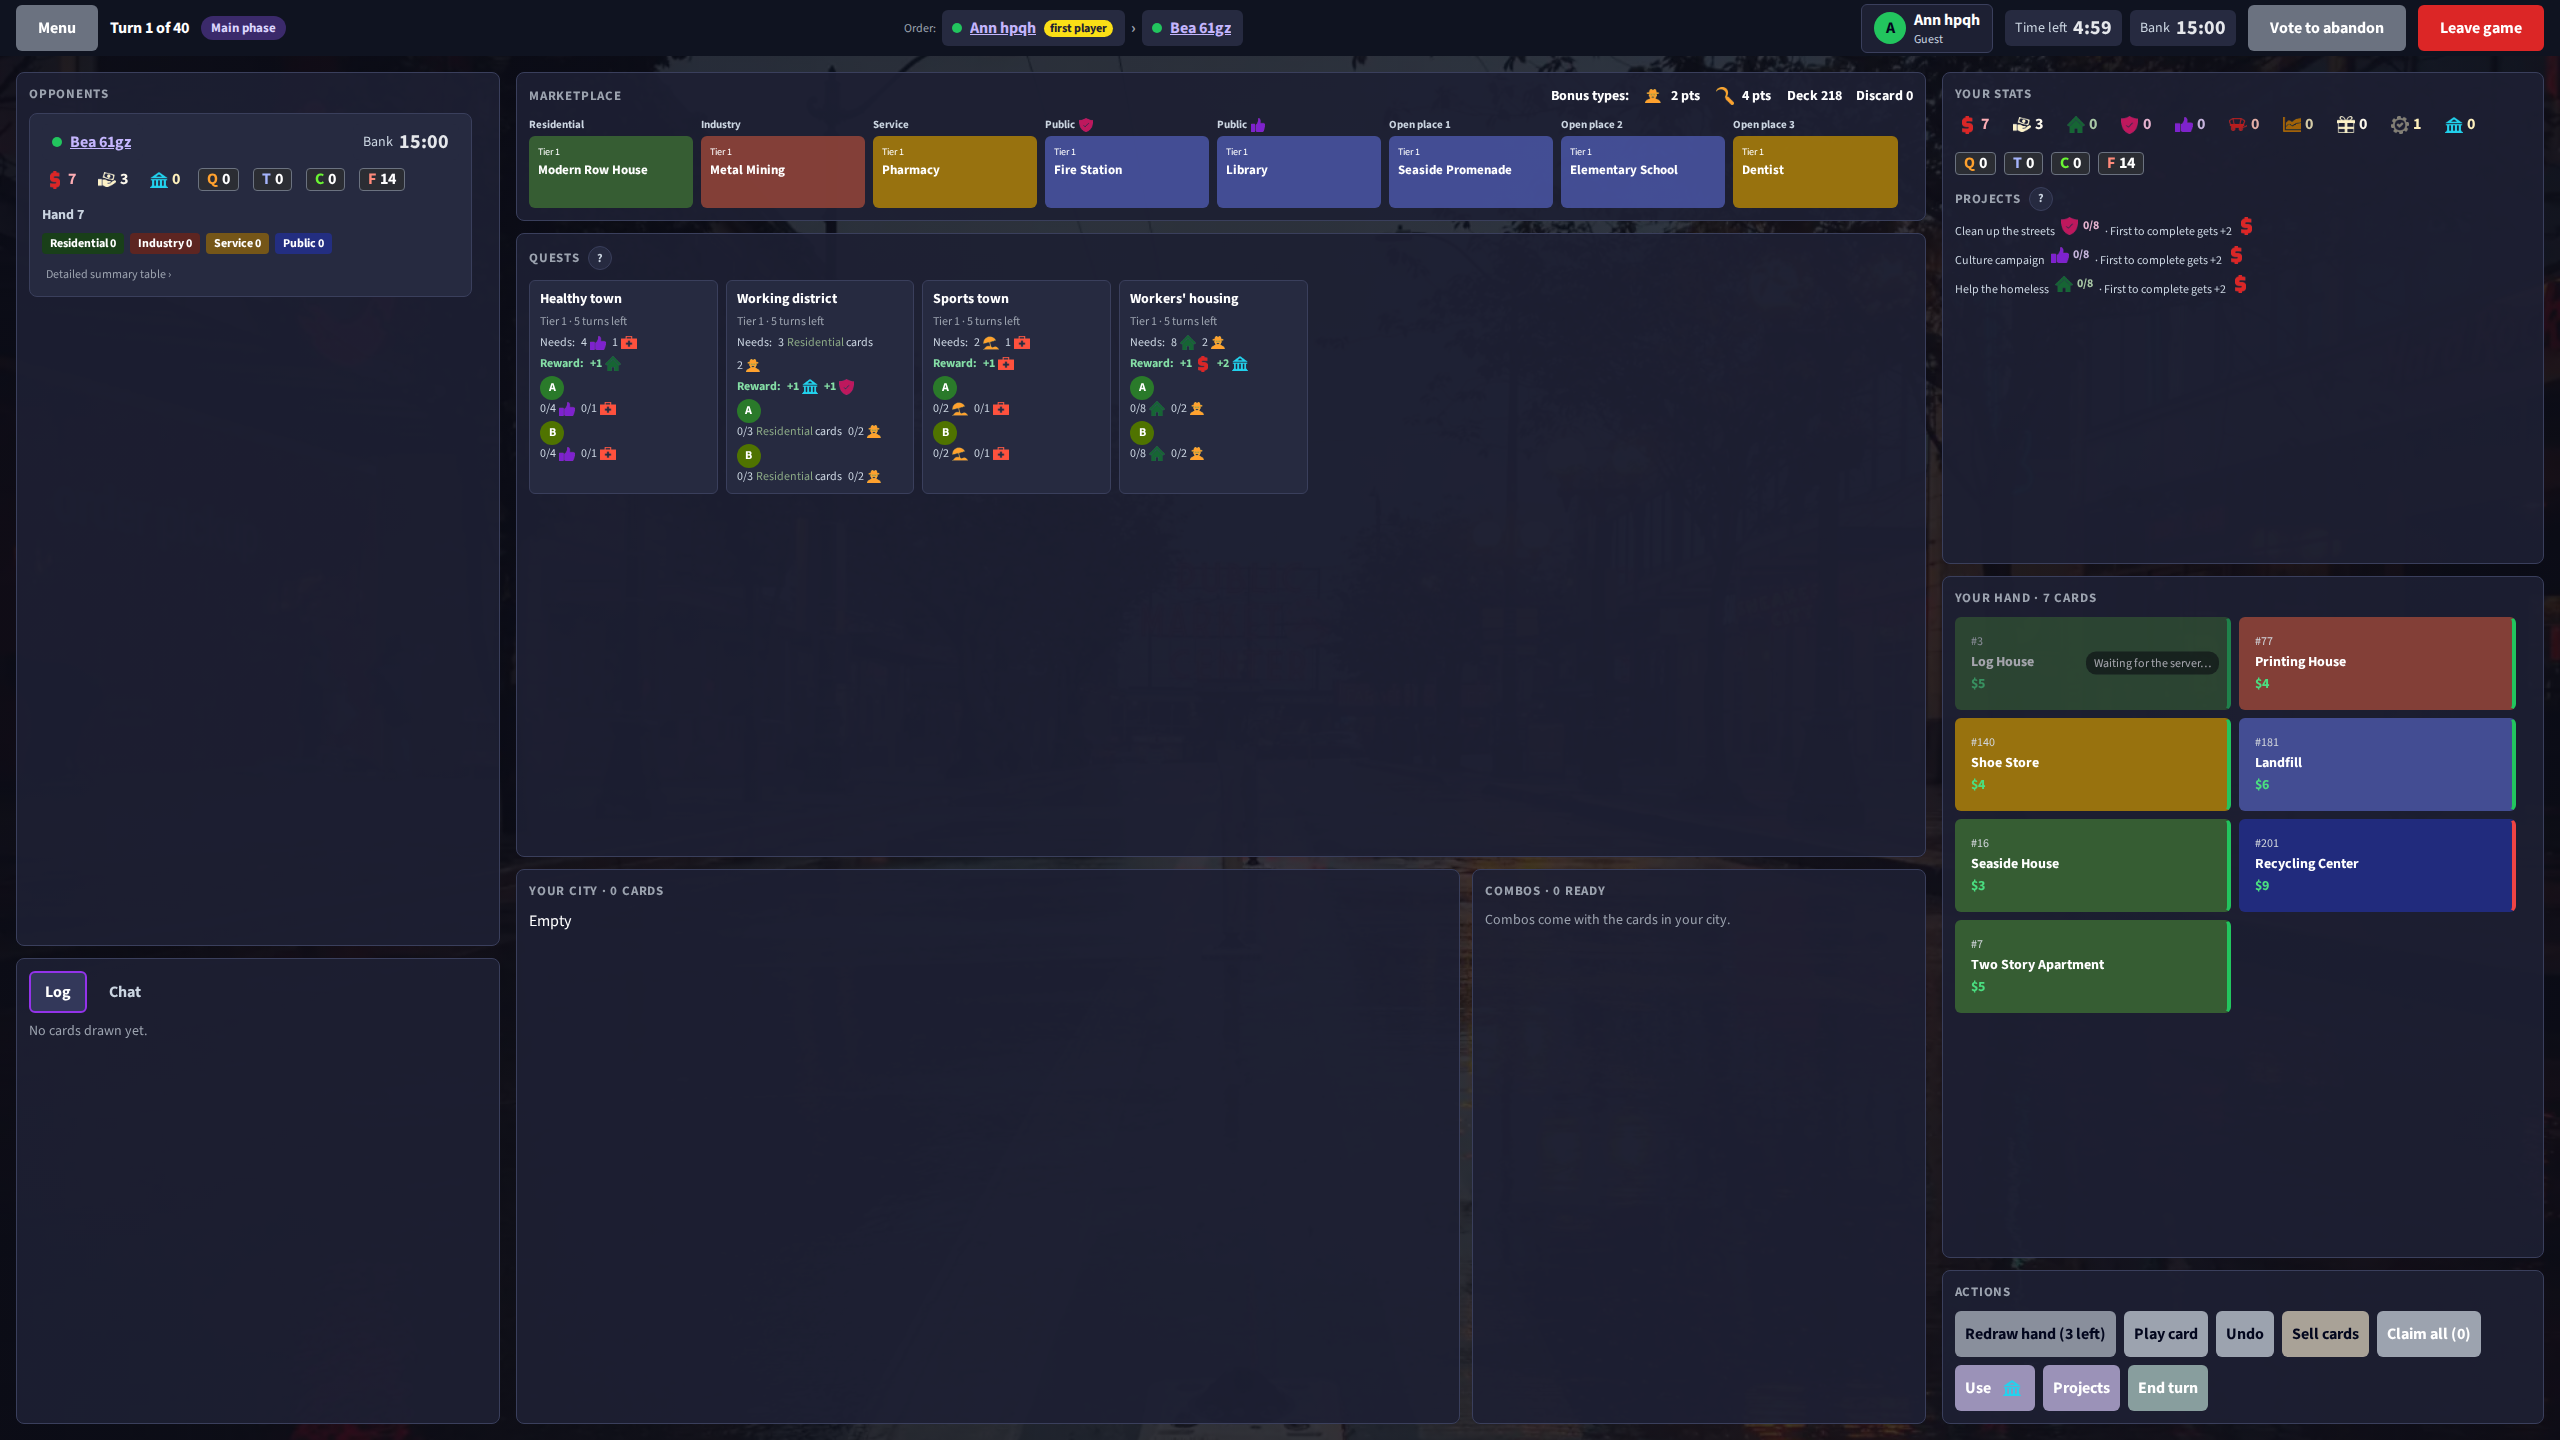 Menu
Turn 1 of 40
Main phase
Order:
Ann hpqh
first player
›
Bea 61gz
A
Ann hpqh
Guest
Time left 4:59
Bank 15:00
Vote to abandon
Leave game
OPPONENTS
Bea 61gz
Bank 15:00
7 3 0 Q 0 T 0 C 0 F 14
Hand 7
Residential 0 Industry 0 Service 0 Public 0
Detailed summary table ›
Log
Chat
No cards drawn yet.
MARKETPLACE
Bonus types: 2 pts 4 pts Deck 218 Discard 0
Residential
Tier 1
Modern Row House
Industry
Tier 1
Metal Mining
Service
Tier 1
Pharmacy
Public
Tier 1
Fire Station
Public
Tier 1
Library
Open place 1
Tier 1
Seaside Promenade
Open place 2
Tier 1
Elementary School
Open place 3
Tier 1
Dentist
QUESTS ?
Healthy town
Tier 1 · 5 turns left
Needs: 4 1
Reward: +1
A
0/4 0/1
B
0/4 0/1
Working district
Tier 1 · 5 turns left
Needs: 3 Residential cards
2
Reward: +1 +1
A
0/3 Residential cards 0/2
B
0/3 Residential cards 0/2
Sports town
Tier 1 · 5 turns left
Needs: 2 1
Reward: +1
A
0/2 0/1
B
0/2 0/1
Workers' housing
Tier 1 · 5 turns left
Needs: 8 2
Reward: +1 +2
A
0/8 0/2
B
0/8 0/2
YOUR CITY · 0 CARDS
Empty
COMBOS · 0 READY
Combos come with the cards in your city.
YOUR STATS
7 3 0 0 0 0 0 0 1 0
Q 0 T 0 C 0 F 14
PROJECTS ?
Clean up the streets 0/8 · First to complete gets +2
Culture campaign 0/8 · First to complete gets +2
Help the homeless 0/8 · First to complete gets +2
YOUR HAND · 7 CARDS
#3
Log House
$5
Waiting for the server…
#77
Printing House
$4
#140
Shoe Store
$4
#181
Landfill
$6
#16
Seaside House
$3
#201
Recycling Center
$9
#7
Two Story Apartment
$5
ACTIONS
Redraw hand (3 left)
Play card
Undo
Sell cards
Claim all (0)
Use
Projects
End turn